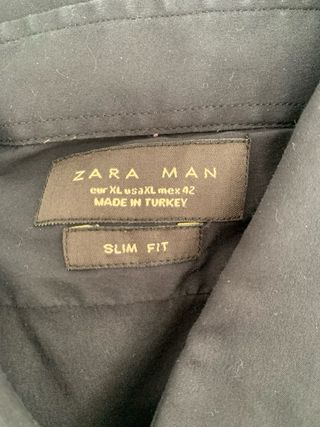 ZARA MAN
eur XL usa XL mex 42
MADE IN TURKEY
SLIM FIT